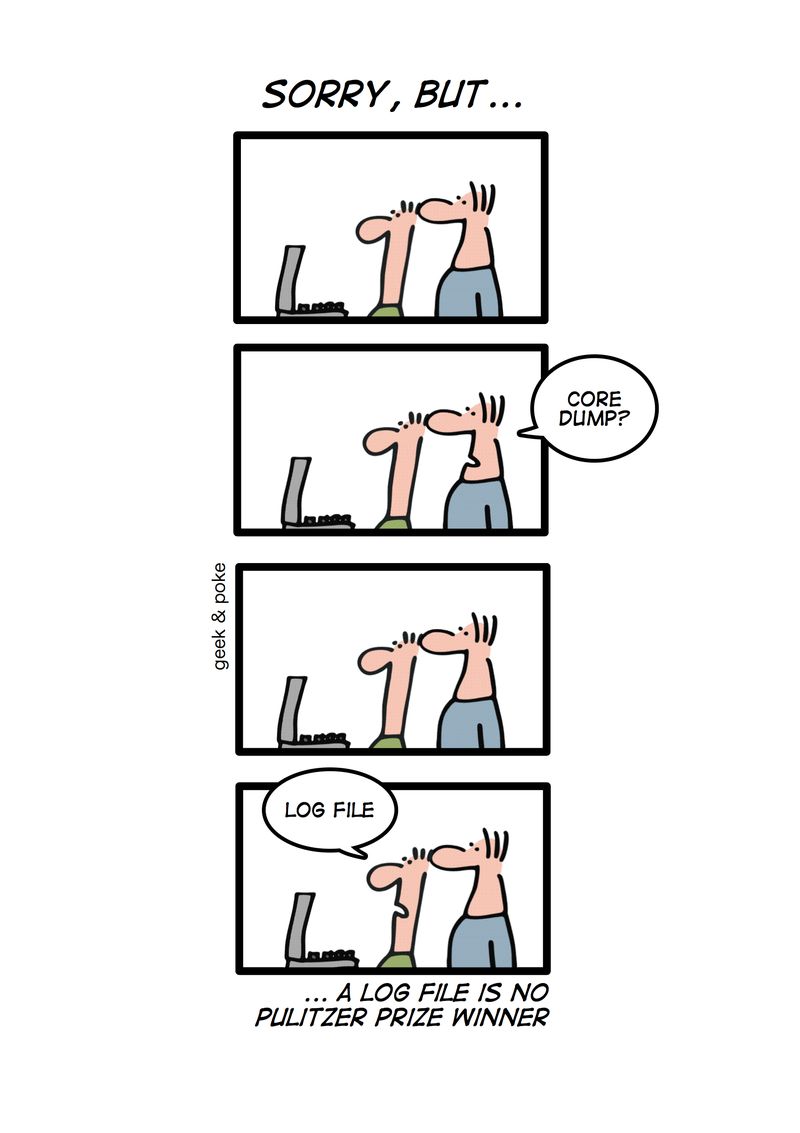 SORRY, BUT...
CORE
DUMP?
geek & poke
LOG FILE
... A LOG FILE IS NO
PULITZER PRIZE WINNER